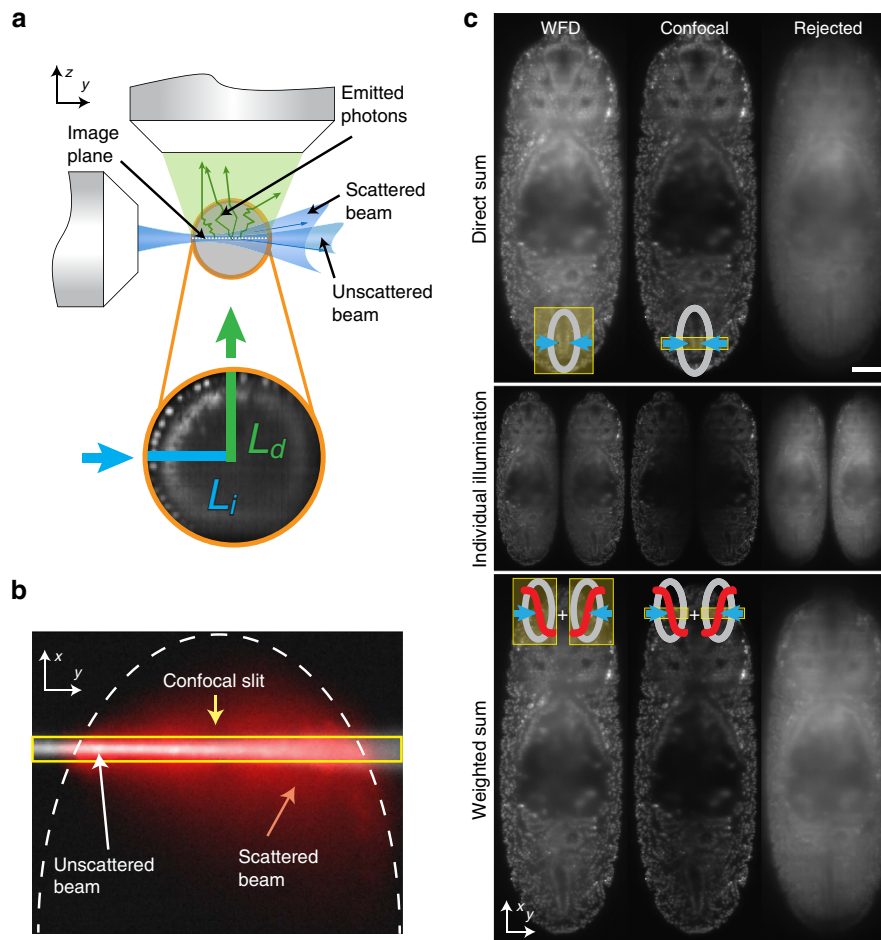 a
z
y
Emitted
photons
Image
plane
Scattered
beam
Unscattered
beam
L_d
L_i
b
x
y
Confocal slit
Unscattered
beam
Scattered
beam
c
WFD Confocal Rejected
Direct sum
Individual illumination
+ +
Weighted sum
x
y